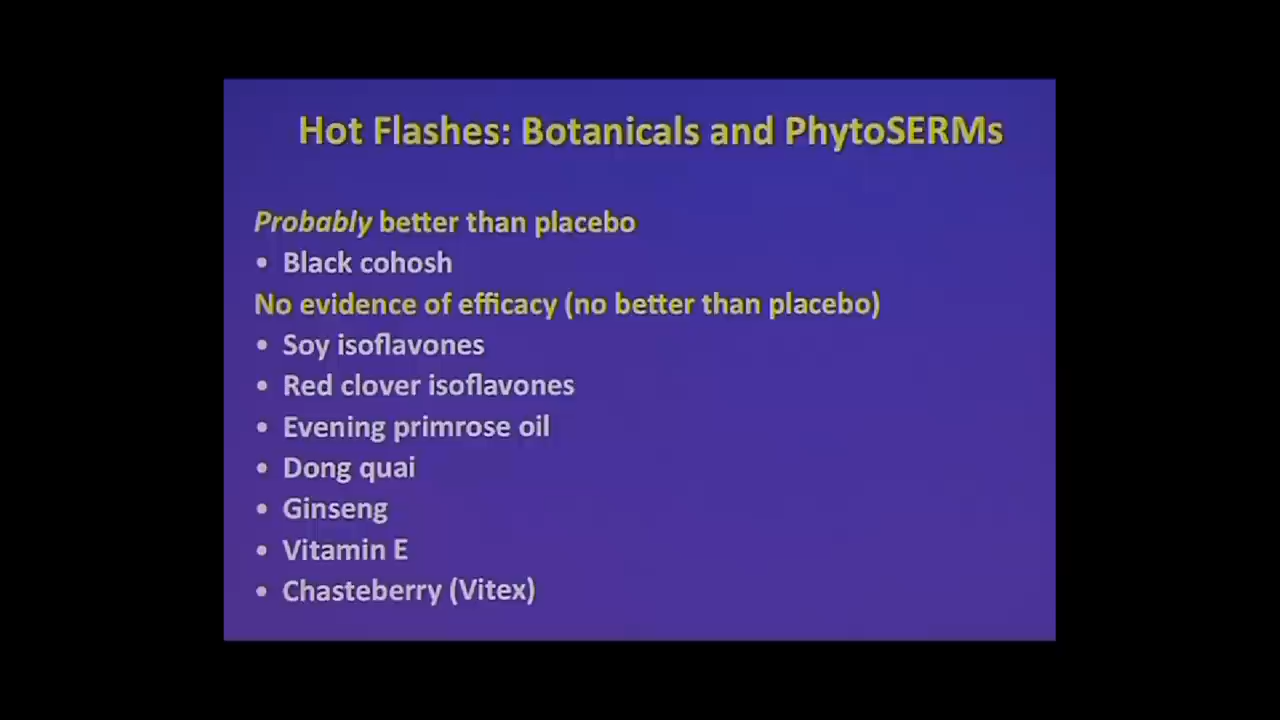 Hot Flashes: Botanicals and PhytoSERMs
Probably better than placebo
• Black cohosh
No evidence of efficacy (no better than placebo)
• Soy isoflavones
• Red clover isoflavones
• Evening primrose oil
• Dong quai
• Ginseng
• Vitamin E
• Chasteberry (Vitex)